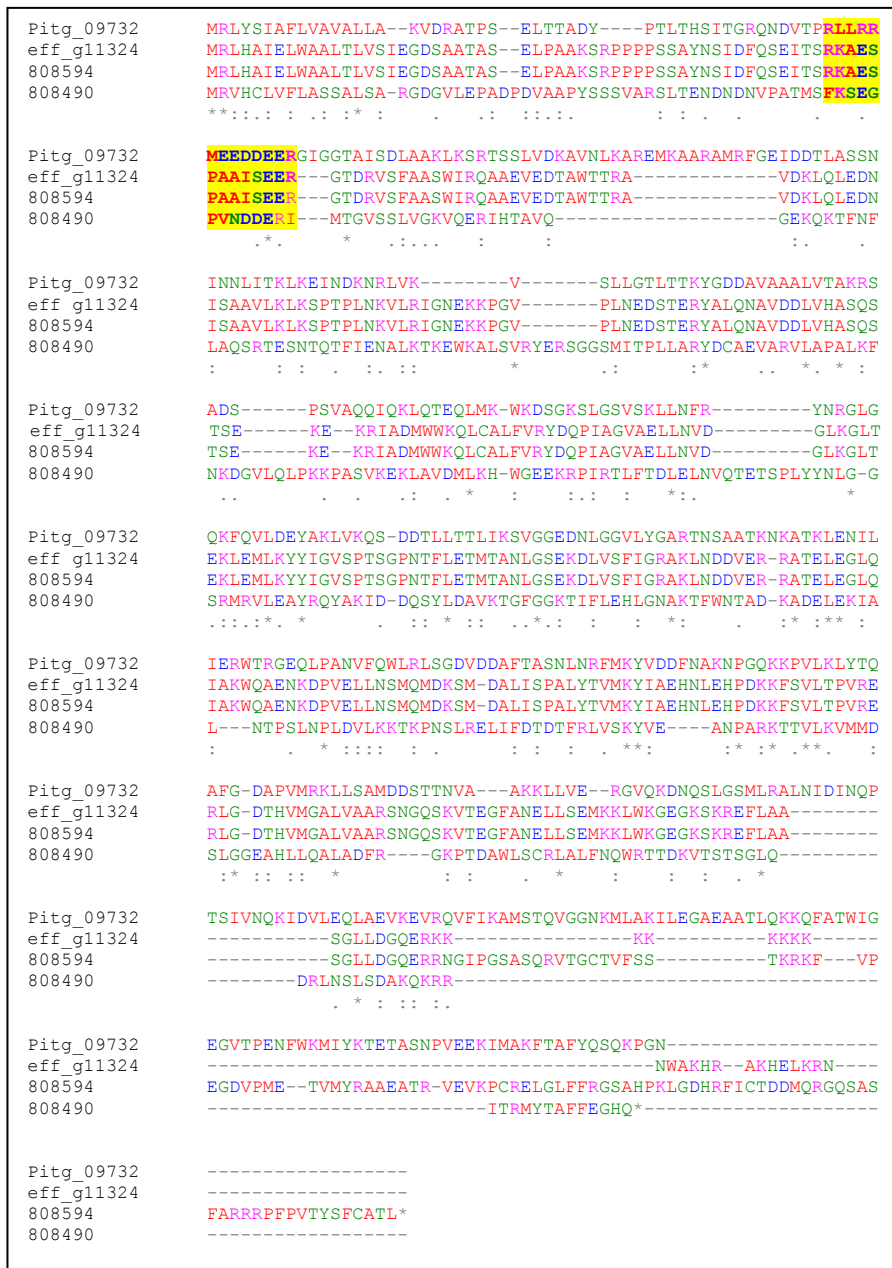 Pitg_09732 MRLYSIAFLVAVALLA--KVDRATPS--ELTTADY---PTLTHSITGRQNDVTPRLLRR
eff_g11324 MRLHAIELWAALTLVSIEGDSAATAS--ELPAAKSRPPPPSSAYNSIDFQSEITSRKAES
808594 MRLHAIELWAALTLVSIEGDSAATAS--ELPAAKSRPPPPSSAYNSIDFQSEITSRKAES
808490 MRVHCLVFLASSALSA-RGDGVLEPADPDVAAPYSSSVARSLTENDNDNVPATMSFKSEG
**::.: .: :* : . .: ::.:. : : . . .
Pitg_09732 MEEDDEERGIGGTAISDLAAKLKSRTSSLVDKAVNLKAREMKAARAMRFGEIDDTLASSN
eff_g11324 PAAISEER---GTDRVSFAASWIRQAAEVEDTAWTTRA--------VDKLQLEDN
808594 PAAISEER---GTDRVSFAASWIRQAAEVEDTAWTTRA--------VDKLQLEDN
808490 PVNDDERI---MTGVSSLVGKVQERIHTAVQ---------------GEKQKTFNF
.*. * .:... : : :. .
Pitg_09732 INNLITKLKEINDKNRLVK--------V------SLLGTLTTKYGDDAVAAALVTAKRS
eff_g11324 ISAAVLKLKSPTPLNKVLRIGNEKKPGV-------PLNEDSTERYALQNAVDDLVHASQS
808594 ISAAVLKLKSPTPLNKVLRIGNEKKPGV-------PLNEDSTERYALQNAVDDLVHASQS
808490 LAQSRTESNTQTFIENALKTKEWKALSVRYERSGGSMITPLLARYDCAEVARVLAPALKF
: : : : . : . : : * . : : * . : . * :
Pitg_09732 ADS------PSVAQQIQKLQTEQLMK-WKDSGKSLGSVSKLLNFR---------YNRGLG
eff_g11324 TSE------KE--KRIADMWWKQLCALFVRYDQPIAGVAELLNVD---------GLKGLT
808594 TSE------KE--KRIADMWWKQLCALFVRYDQPIAGVAELLNVD---------GLKGLT
808490 NKDGVLQLPKKPASVKEKLAVDMLKH-WGEEKRPIRTLFTDLELNVQTETSPLYYNLG-G
.. . . .: . * : :.: : *:. *
Pitg_09732 QKFQVLDEYAKLVKQS-DDTLLTTLIKSVGGEDNLGGVLYGARTNSAATKNKATKLENIL
eff_g11324 EKLEMLKYYIGVSPTSGPNTFLETMTANLGSEKDLVSFIGRAKLNDDVER-RATELEGLQ
808594 EKLEMLKYYIGVSPTSGPNTFLETMTANLGSEKDLVSFIGRAKLNDDVER-RATELEGLQ
808490 SRMRVLEAYRQYAKID-DQSYLDAVKTGFGGKTIFLEHLGNAKTFWNTAD-KADELEKIA
.::.:*. * . :: * :: ..*.: : : *: . :* :** :
Pitg_09732 IERWTRGEQLPANVFQWLRLSGDVDDAFTASNLNRFMKYVDDFNAKNPGQKKPVLKLYTQ
eff_g11324 IAKWQAENKDPVELLNSMQMDKSM-DALISPALYTVMKYIAEHNLEHPDKKFSVLTPVRE
808594 IAKWQAENKDPVELLNSMQMDKSM-DALISPALYTVMKYIAEHNLEHPDKKFSVLTPVRE
808490 L---NTPSLNPLDVLKKTKPNSLRELIFDTDTFRLVSKYVE----ANPARKTTVLKVMMD
: . * :::: : . : : : . **: :* :* .**. :
Pitg_09732 AFG-DAPVMRKLLSAMDDSTTNVA---AKKLLVE--RGVQKDNQSLGSMLRALNIDINQP
eff_g11324 RLG-DTHVMGALVAARSNGQSKVTEGFANELLSEMKKLWKGEGKSKREFLAA--------
808594 RLG-DTHVMGALVAARSNGQSKVTEGFANELLSEMKKLWKGEGKSKREFLAA--------
808490 SLGGEAHLLQALADFR----GKPTDAWLSCRLALFNQWRTTDKVTSTSGLQ---------
:* :: :: * : : . * : : : . *
Pitg_09732 TSIVNQKIDVLEQLAEVKEVRQVFIKAMSTQVGGNKMLAKILEGAEAATLQKKQFATWIG
eff_g11324 -----------SGLLDGQERKK----------------KK--------KKKK------
808594 -----------SGLLDGQERRNGIPGSASQRVTGCTVFSS----------TKRKF---VP
808490 --------DRLNSLSDAKQKRR--------------------------------------
. * : :: :.
Pitg_09732 EGVTPENFWKMIYKTETASNPVEEKIMAKFTAFYQSQKPGN-------------------
eff_g11324 ----------------------------------------NWAKHR--AKHELKRN----
808594 EGDVPME--TVMYRAAEATR-VEVKPCRELGLFFRGSAHPKLGDHRFICTDDMQRGQSAS
808490 -------------------------ITRMYTAFFEGHQ*---------------------
Pitg_09732 ------------------
eff_g11324 ------------------
808594 FARRRPFPVTYSFCATL*
808490 ------------------